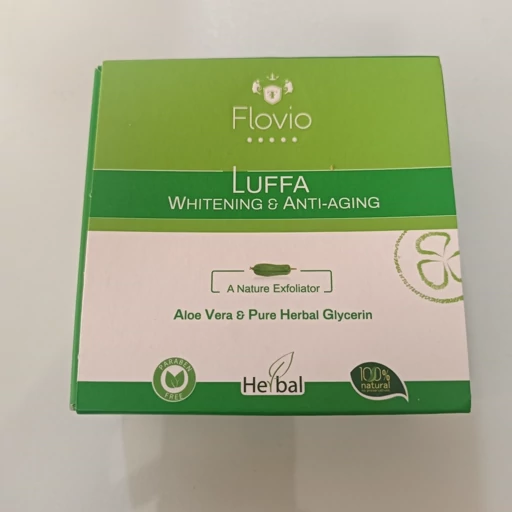 Flovio
LUFFA
WHITENING & ANTI-AGING
A Nature Exfoliator
Aloe Vera & Pure Herbal Glycerin
PARABEN
FREE
Herbal
100%
natural